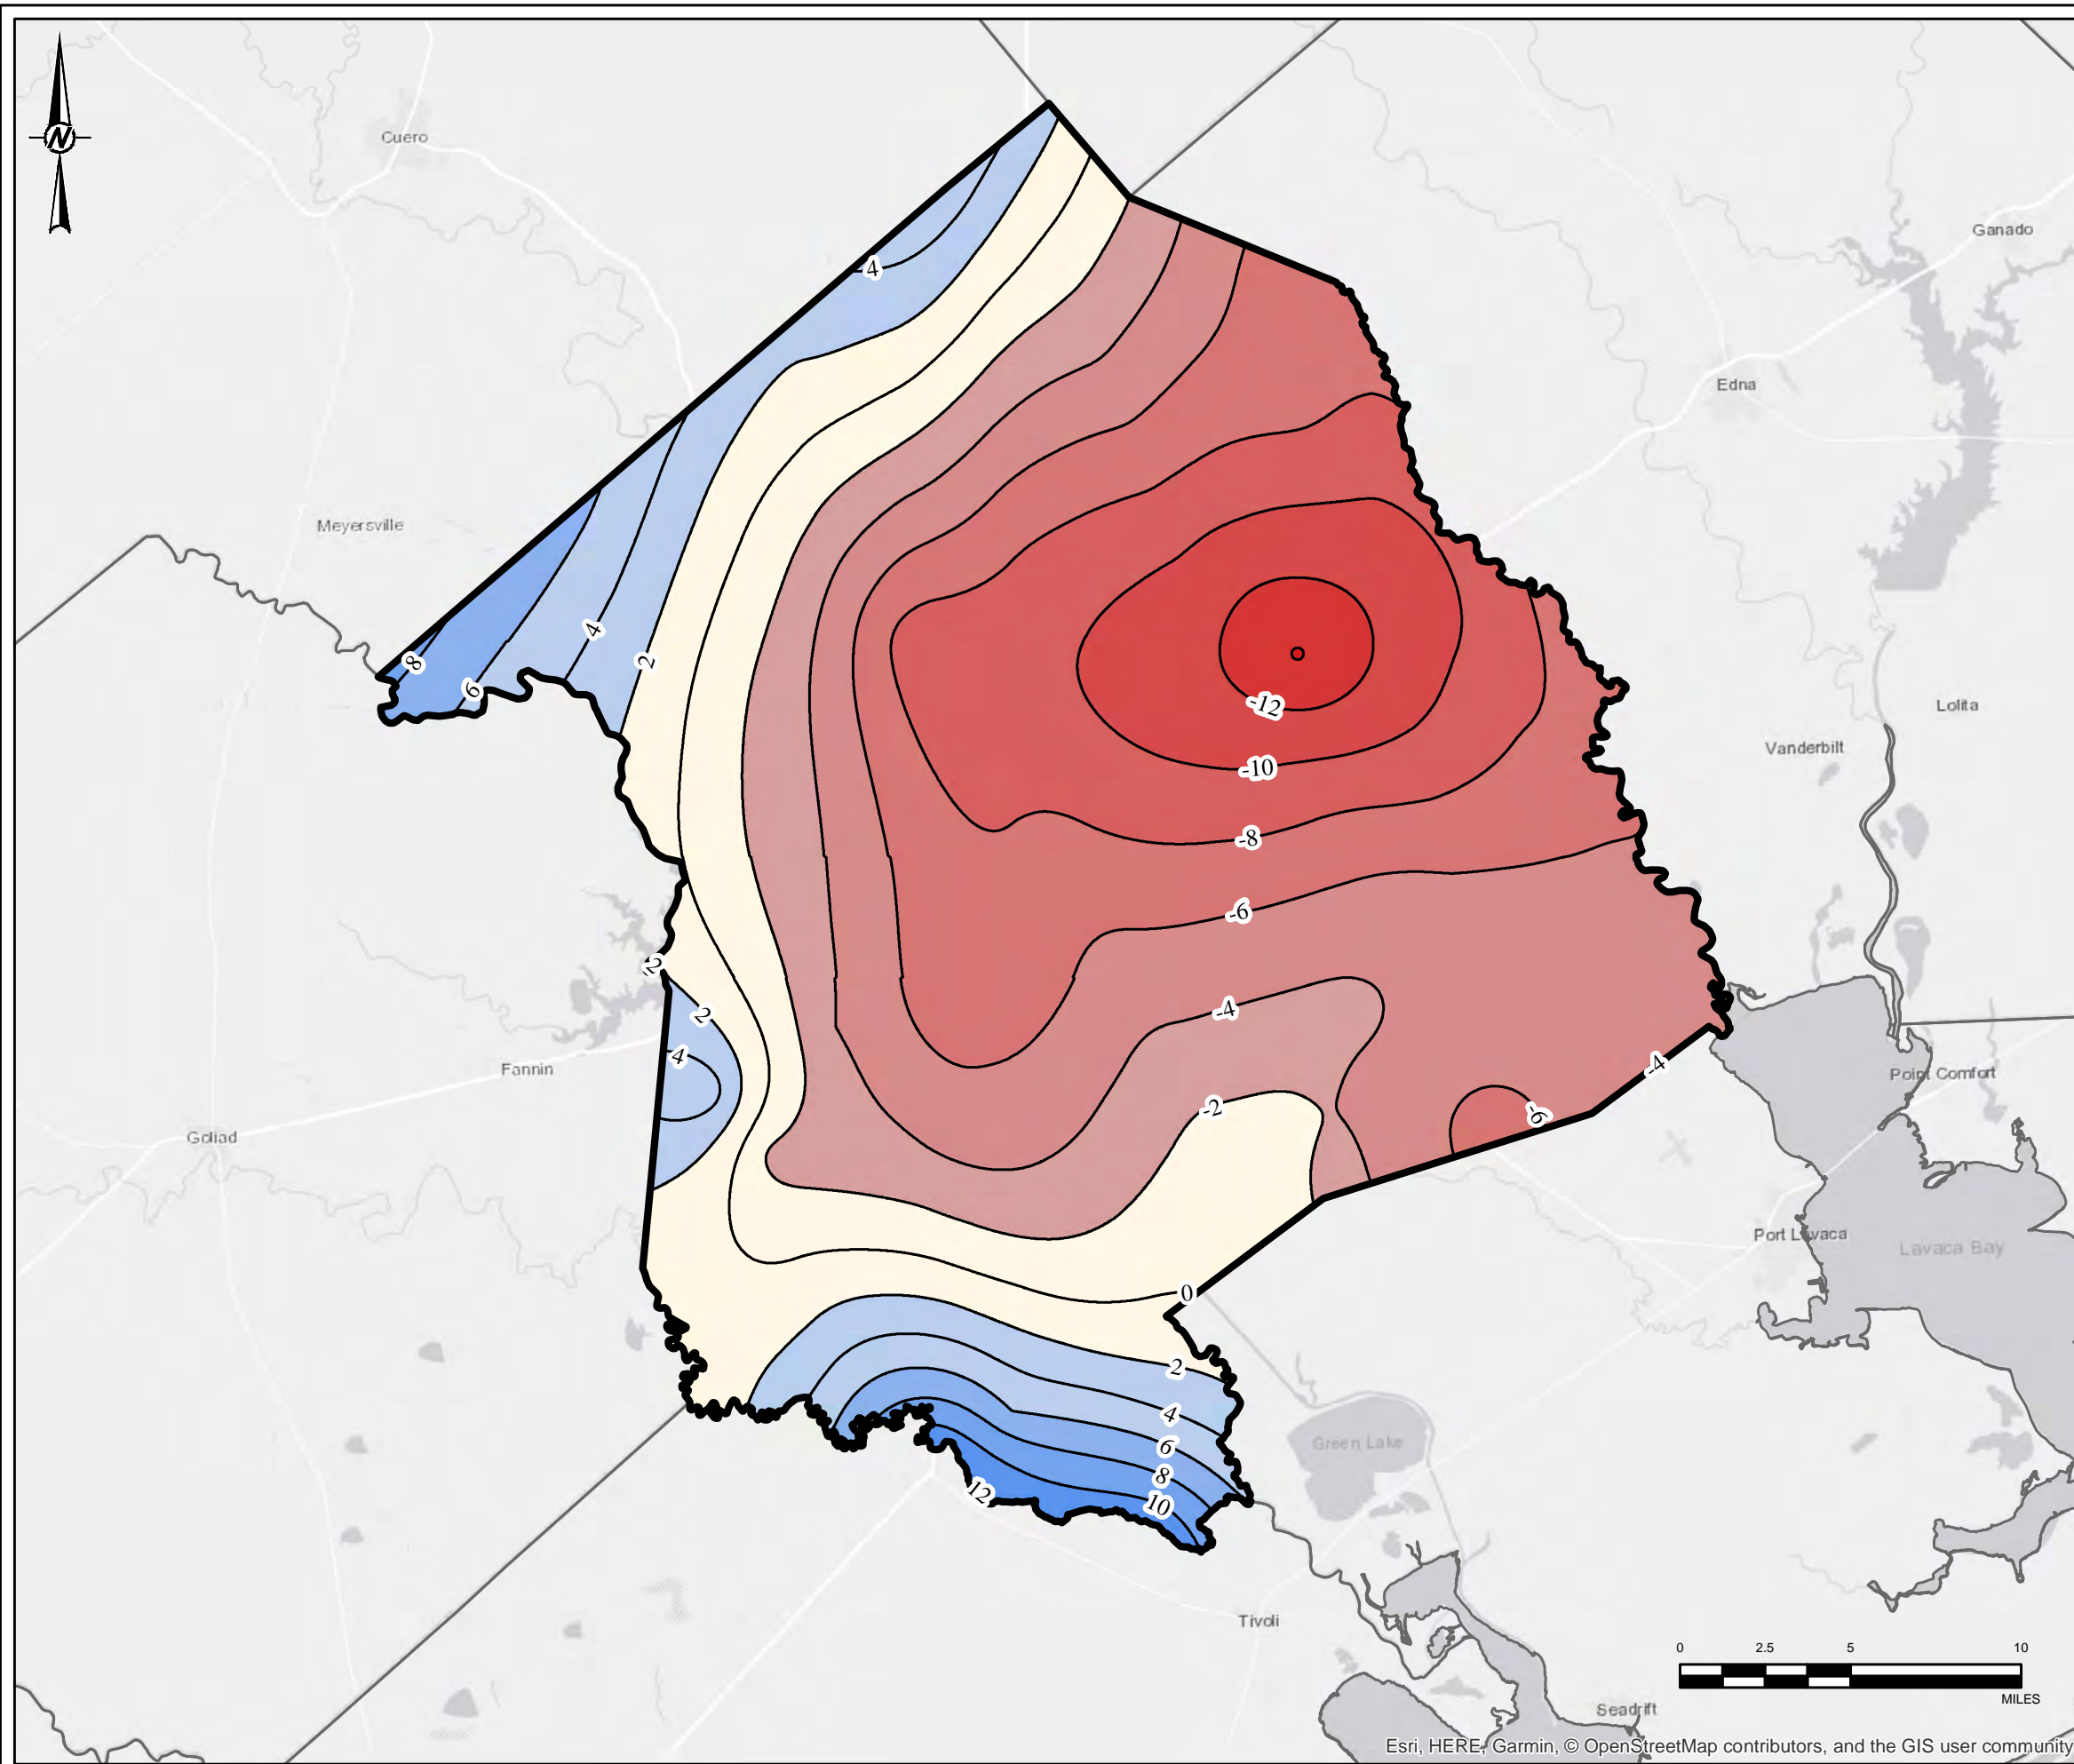 N
Cuero
Ganado
4
Edna
Meyersville
4
2
8
6
Lolita
-12
Vanderbilt
-10
-8
-6
2
-4
2
4
Fannin
-4
Point Comfort
-2
-6
Goliad
Port Lavaca
Lavaca Bay
0
2
4
6
Green Lake
8
12
10
Tivoli
0 2.5 5 10
MILES
Seadrift
Esri, HERE, Garmin, © OpenStreetMap contributors, and the GIS user community